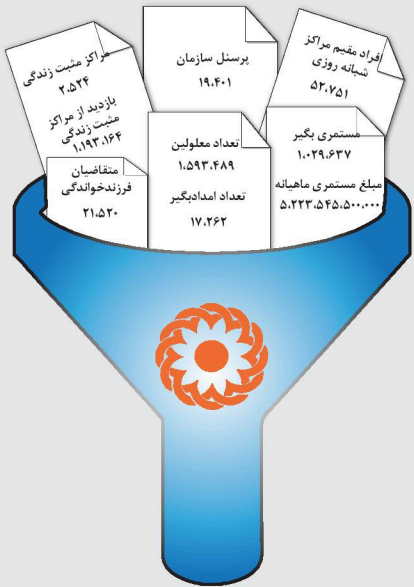 افراد مقیم مراکز
شبانه روزی
۵۲،۷۵۱
پرسنل سازمان
۱۹،۴۰۱
مراکز مثبت زندگی
۲،۵۲۴
بازدید از مراکز
مثبت زندگی
۱،۱۹۳،۱۶۴
مستمری بگیر
۱،۰۲۹،۶۳۷
مبلغ مستمری ماهیانه
۵،۲۲۳،۵۴۵،۵۰۰،۰۰۰
تعداد معلولین
۱،۵۹۳،۴۸۹
تعداد امدادبگیر
۱۷،۲۶۲
متقاضیان
فرزندخواندگی
۲۱،۵۲۰